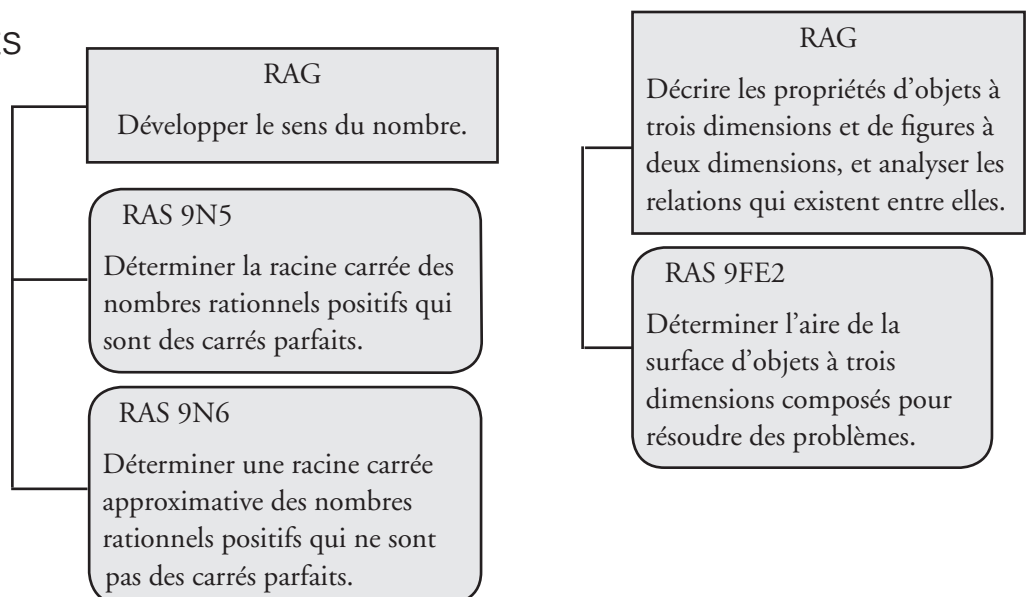 ES
RAG
Développer le sens du nombre.
RAS 9N5
Déterminer la racine carrée des
nombres rationnels positifs qui
sont des carrés parfaits.
RAS 9N6
Déterminer une racine carrée
approximative des nombres
rationnels positifs qui ne sont
pas des carrés parfaits.
RAG
Décrire les propriétés d'objets à
trois dimensions et de figures à
deux dimensions, et analyser les
relations qui existent entre elles.
RAS 9FE2
Déterminer l'aire de la
surface d'objets à trois
dimensions composés pour
résoudre des problèmes.